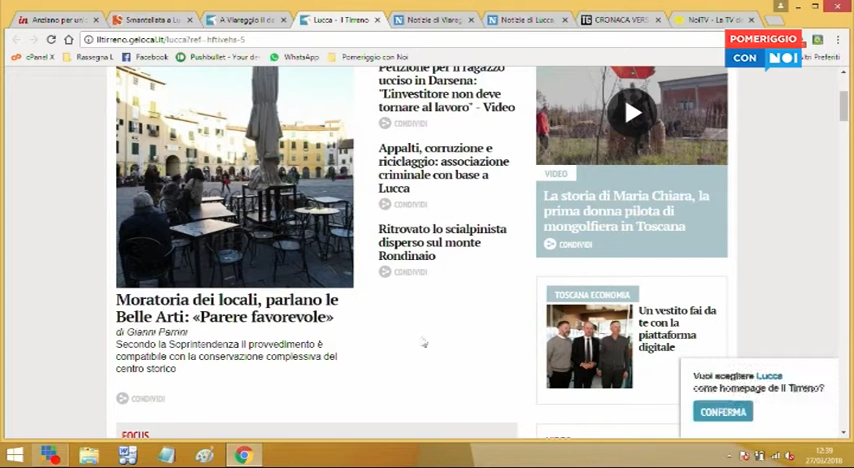 Anziano per un
Smantellata a Lu
A Viareggio il de
Lucca - Il Tirreno
Notizie di Viareg
Notizie di Lucca,
CRONACA VERS
NoiTV - La TV de
iltirreno.gelocal.it/lucca?ref=hftivehs-5
cPanel X
Rassegna L
Facebook
Pushbullet - Your de
WhatsApp
Pomeriggio con Noi
Altri Preferiti
POMERIGGIO
CON NOI
Petizione per il ragazzo
ucciso in Darsena:
"L'investitore non deve
tornare al lavoro" - Video
CONDIVIDI
Appalti, corruzione e
riciclaggio: associazione
criminale con base a
Lucca
CONDIVIDI
Ritrovato lo scialpinista
disperso sul monte
Rondinaio
CONDIVIDI
Moratoria dei locali, parlano le
Belle Arti: «Parere favorevole»
di Gianni Parrini
Secondo la Soprintendenza il provvedimento è
compatibile con la conservazione complessiva del
centro storico
CONDIVIDI
FOCUS
VIDEO
La storia di Maria Chiara, la
prima donna pilota di
mongolfiera in Toscana
CONDIVIDI
TOSCANA ECONOMIA
Un vestito fai da
te con la
piattaforma
digitale
Vuoi scegliere Lucca
come homepage de Il Tirreno?
CONFERMA
12:39
27/03/2018